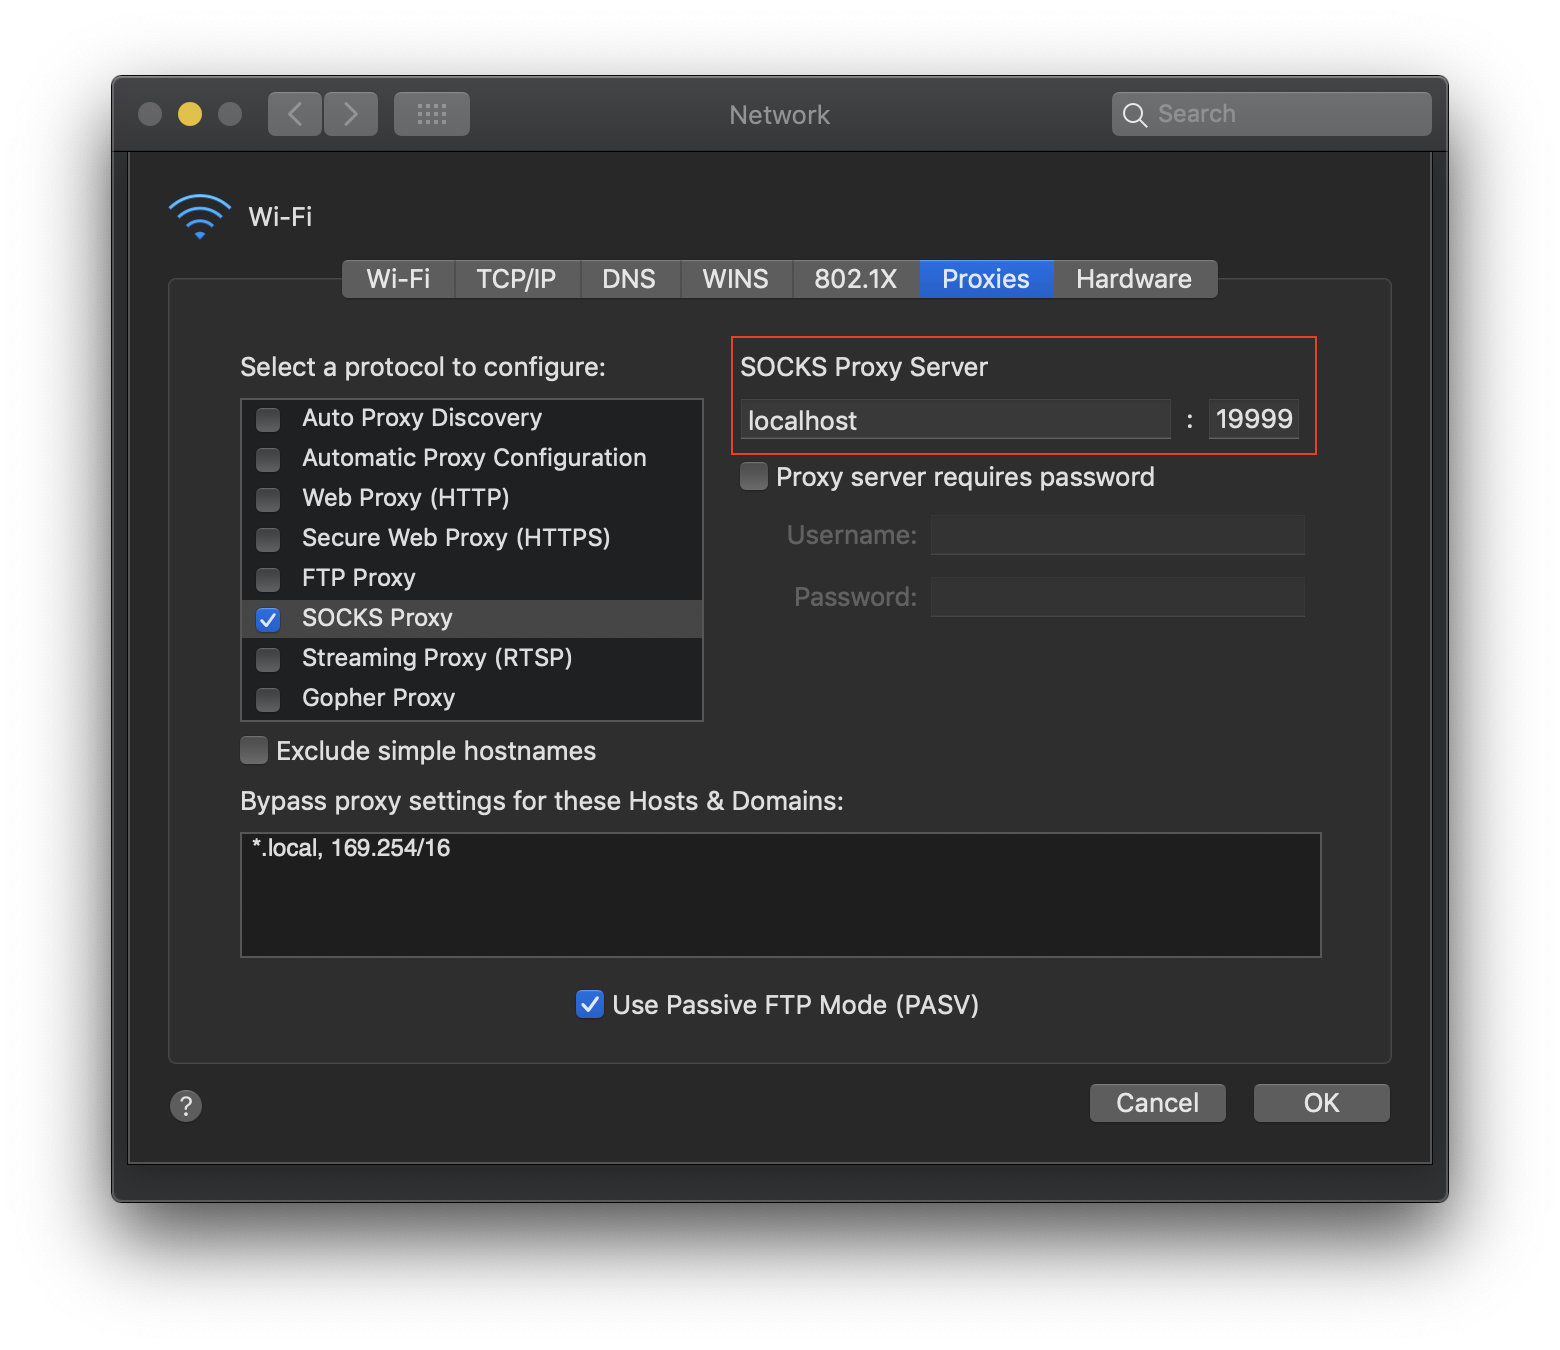 Network
Search
Wi-Fi
Wi-Fi TCP/IP DNS WINS 802.1X Proxies Hardware
Select a protocol to configure:
Auto Proxy Discovery
Automatic Proxy Configuration
Web Proxy (HTTP)
Secure Web Proxy (HTTPS)
FTP Proxy
SOCKS Proxy
Streaming Proxy (RTSP)
Gopher Proxy
SOCKS Proxy Server
localhost : 19999
Proxy server requires password
Username:
Password:
Exclude simple hostnames
Bypass proxy settings for these Hosts & Domains:
*.local, 169.254/16
Use Passive FTP Mode (PASV)
?
Cancel
OK